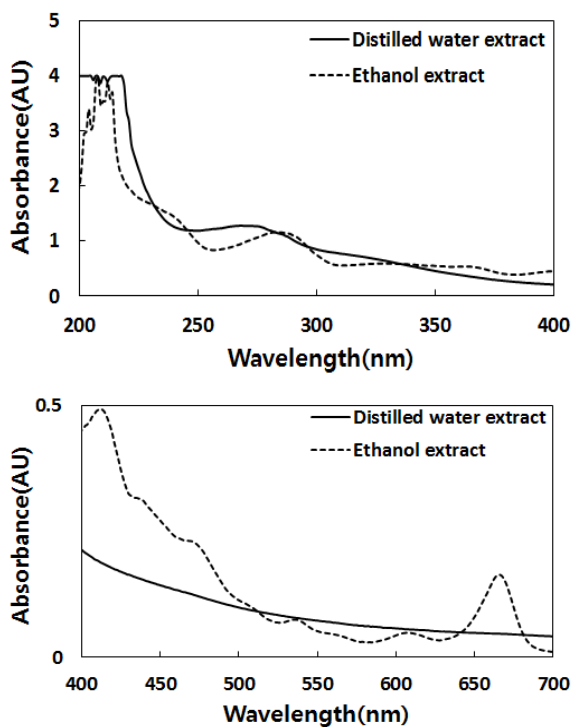 5
4
3
2
1
0
Absorbance(AU)
Distilled water extract
Ethanol extract
200 250 300 350 400
Wavelength(nm)
0.5
0
Absorbance(AU)
Distilled water extract
Ethanol extract
400 450 500 550 600 650 700
Wavelength(nm)